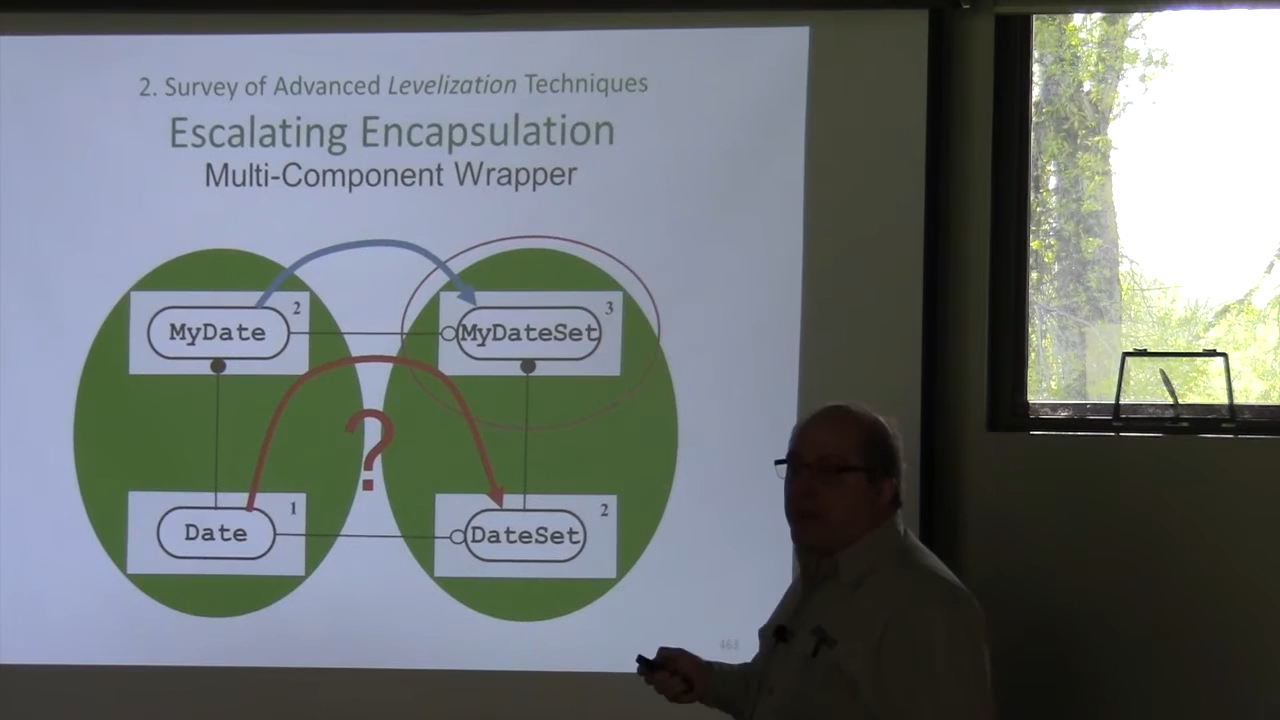 2. Survey of Advanced Levelization Techniques
Escalating Encapsulation
Multi-Component Wrapper
2
3
MyDate
MyDateSet
?
1
2
Date
DateSet